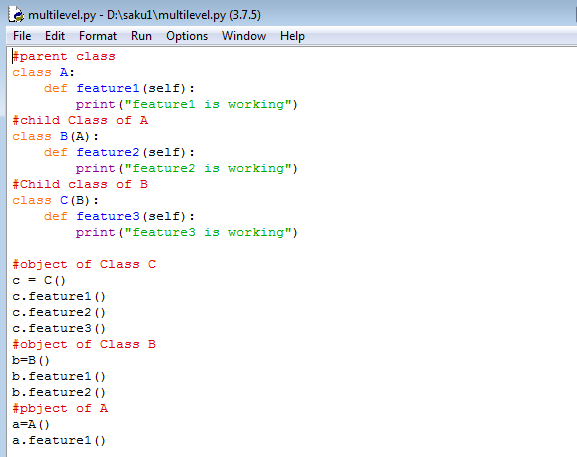 multilevel.py - D:\saku1\multilevel.py (3.7.5)
File Edit Format Run Options Window Help
#parent class
class A:
    def feature1(self):
        print("feature1 is working")
#child Class of A
class B(A):
    def feature2(self):
        print("feature2 is working")
#Child class of B
class C(B):
    def feature3(self):
        print("feature3 is working")

#object of Class C
c = C()
c.feature1()
c.feature2()
c.feature3()
#object of Class B
b=B()
b.feature1()
b.feature2()
#pbject of A
a=A()
a.feature1()